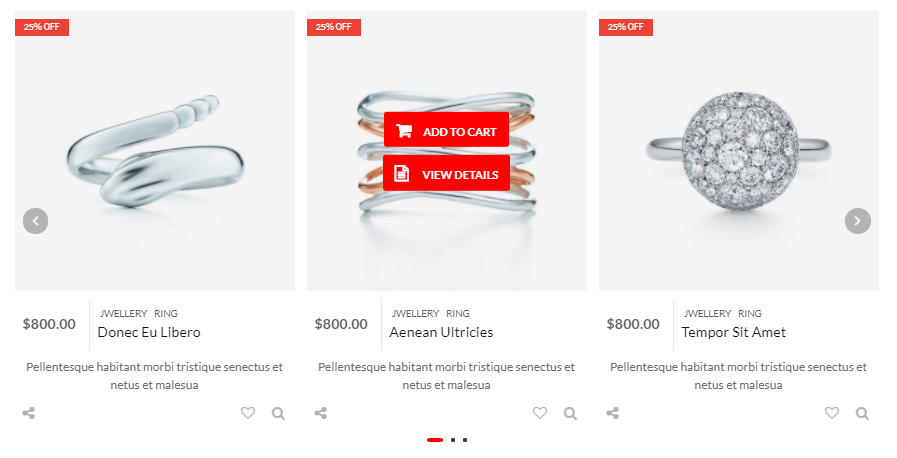 25% OFF
25% OFF
25% OFF
ADD TO CART
VIEW DETAILS
$800.00
JWELLERY RING
Donec Eu Libero
Pellentesque habitant morbi tristique senectus et
netus et malesua
$800.00
JWELLERY RING
Aenean Ultricies
Pellentesque habitant morbi tristique senectus et
netus et malesua
$800.00
JWELLERY RING
Tempor Sit Amet
Pellentesque habitant morbi tristique senectus et
netus et malesua